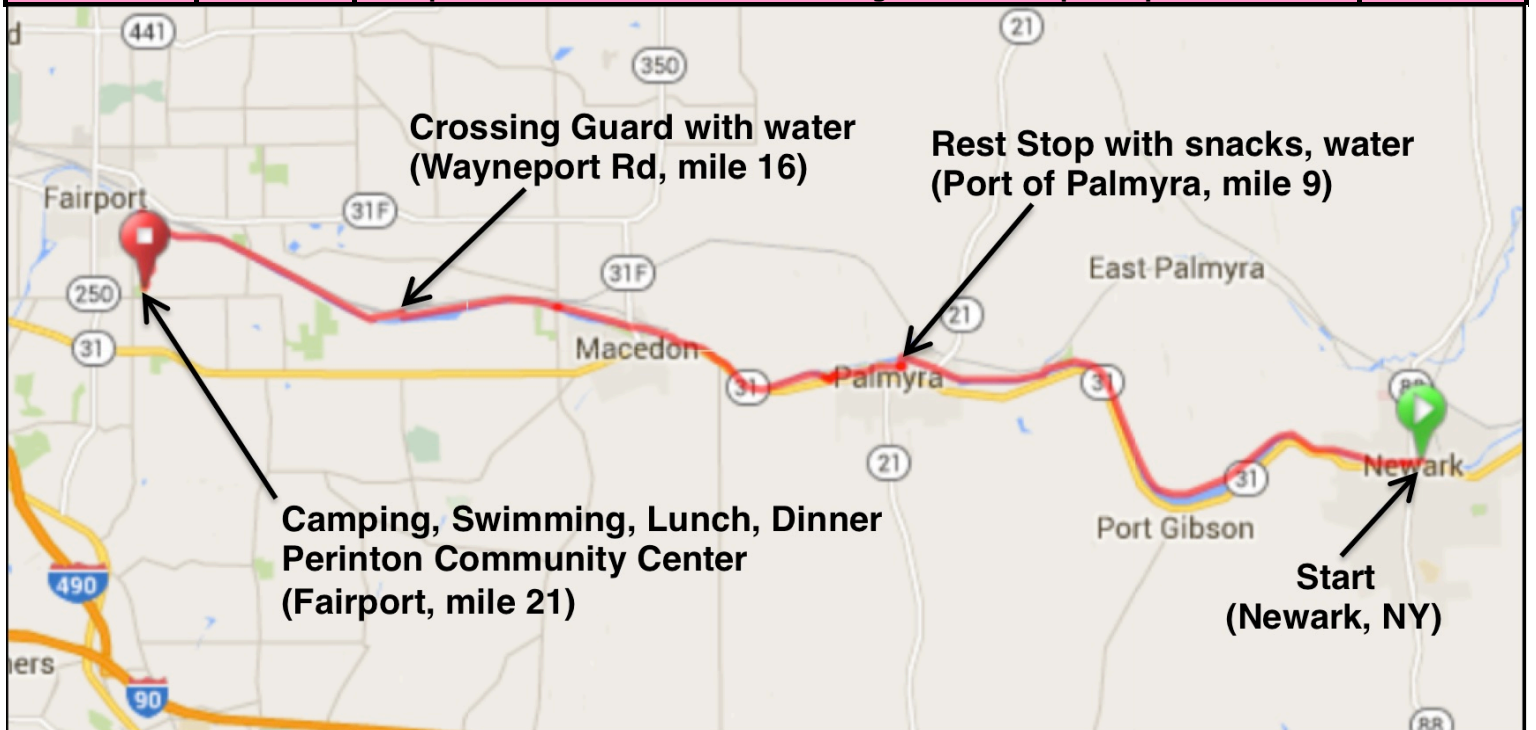 441
21
350
Crossing Guard with water
(Wayneport Rd, mile 16)
Rest Stop with snacks, water
(Port of Palmyra, mile 9)
Fairport
31F
31F
East Palmyra
250
21
31
Macedon
31
Palmyra
31
21
Newark
31
Camping, Swimming, Lunch, Dinner
Perinton Community Center
(Fairport, mile 21)
Port Gibson
490
Start
(Newark, NY)
90
88